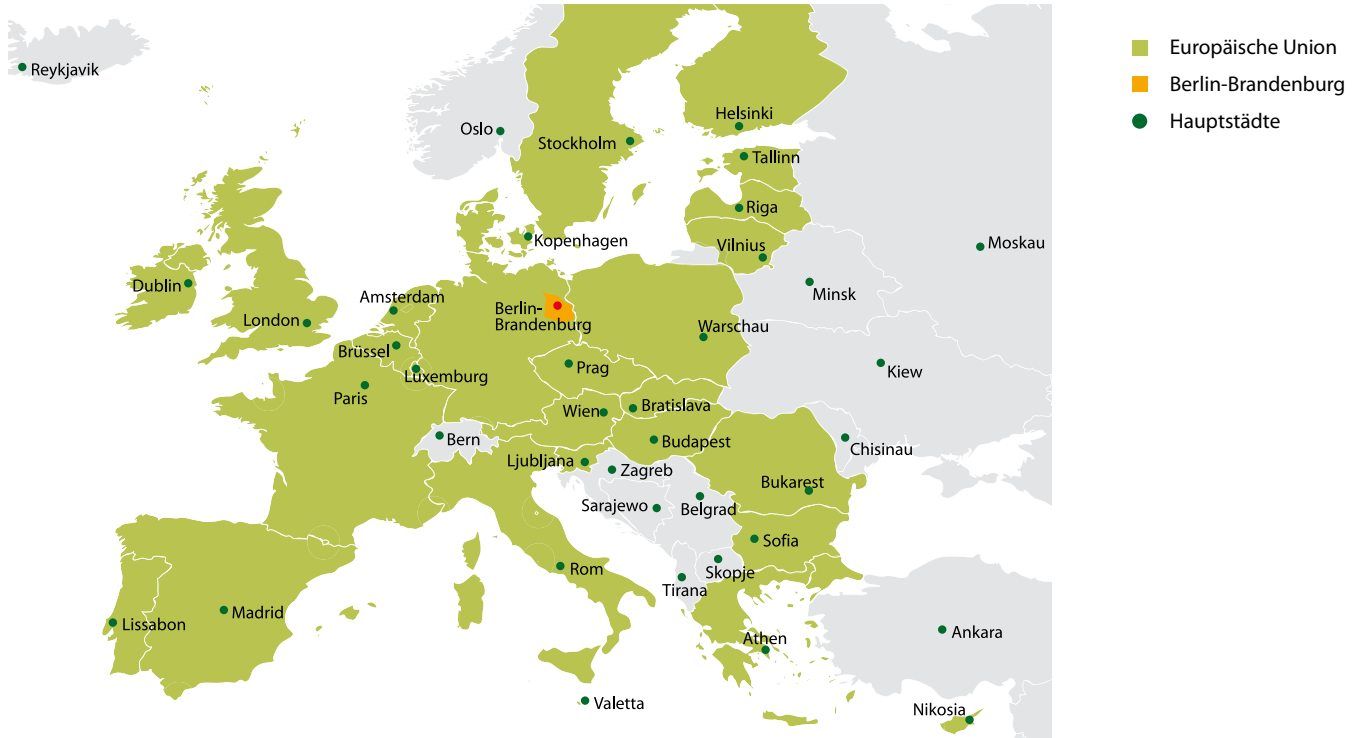 Europäische Union
Berlin-Brandenburg
Hauptstädte
Reykjavik
Oslo
Helsinki
Stockholm
Tallinn
Riga
Kopenhagen
Vilnius
Moskau
Dublin
Minsk
Amsterdam
Berlin-
Brandenburg
London
Warschau
Brüssel
Luxemburg
Prag
Kiew
Paris
Wien
Bratislava
Bern
Budapest
Chisinau
Ljubljana
Zagreb
Bukarest
Sarajewo
Belgrad
Sofia
Rom
Skopje
Tirana
Lissabon
Madrid
Ankara
Athen
Valetta
Nikosia